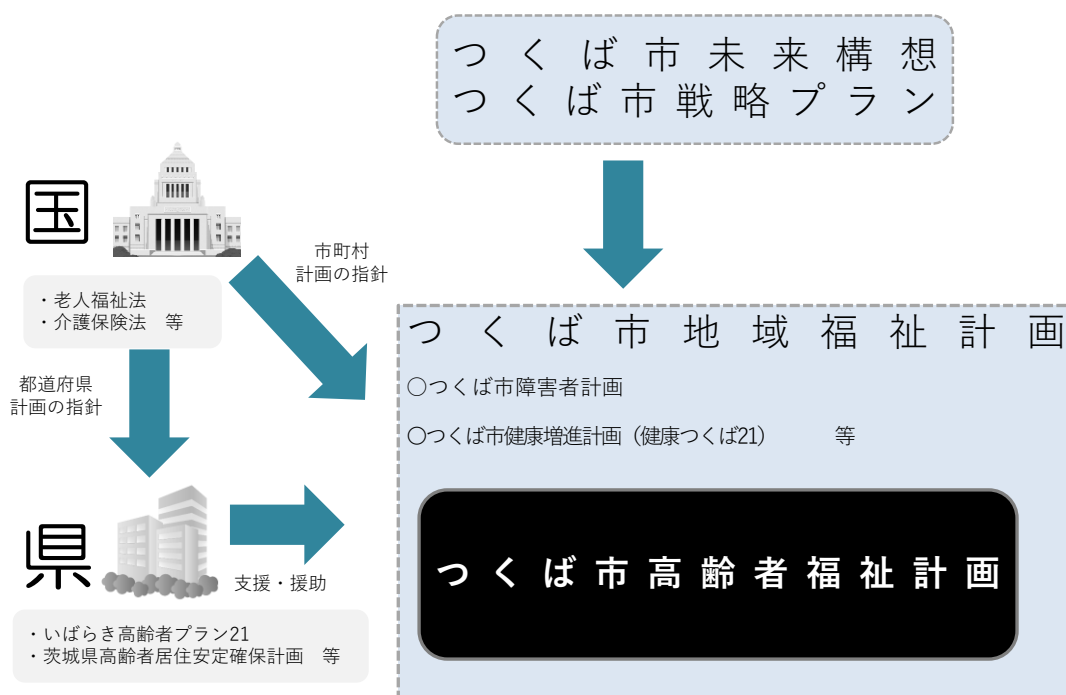 つくば市未来構想
つくば市戦略プラン
国
市町村
計画の指針
・老人福祉法
・介護保険法　等
都道府県
計画の指針
つくば市地域福祉計画
○つくば市障害者計画
○つくば市健康増進計画（健康つくば21）　　　等
県
支援・援助
つくば市高齢者福祉計画
・いばらき高齢者プラン21
・茨城県高齢者居住安定確保計画　等